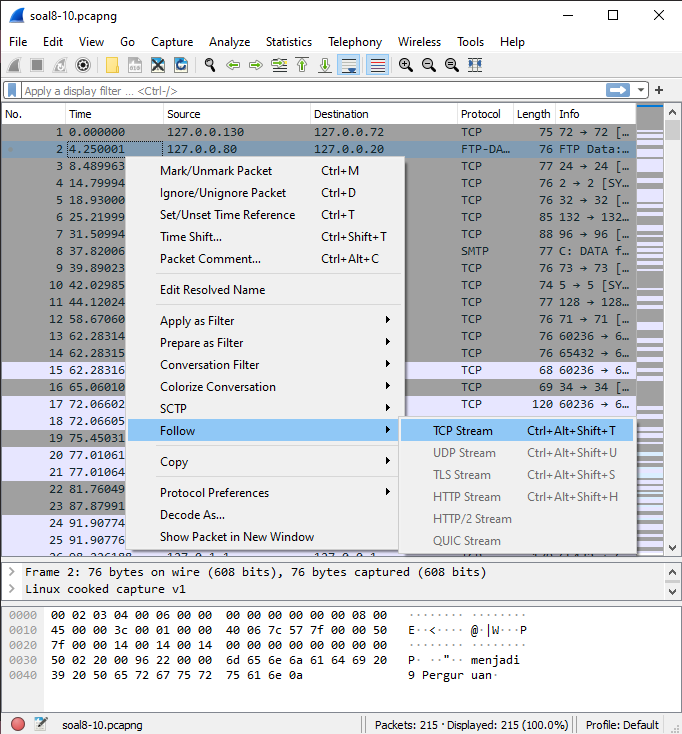 soal8-10.pcapng
File Edit View Go Capture Analyze Statistics Telephony Wireless Tools Help
Apply a display filter ... <Ctrl-/>
No. Time Source Destination Protocol Length Info
1 0.000000 127.0.0.130 127.0.0.72 TCP 75 72 → 72 [...
2 4.250001 127.0.0.80 127.0.0.20 FTP-DA... 76 FTP Data:...
3 8.489963 TCP 77 24 → 24 [...
4 14.79994 TCP 76 2 → 2 [SY...
5 18.93000 TCP 76 32 → 32 [...
6 25.21999 TCP 85 132 → 132...
7 31.50994 TCP 88 96 → 96 [...
8 37.82006 SMTP 77 C: DATA f...
9 39.89023 TCP 76 73 → 73 [...
10 42.02985 TCP 74 5 → 5 [SY...
11 44.12024 TCP 77 128 → 128...
12 58.67060 TCP 76 71 → 71 [...
13 62.28314 TCP 76 60236 → 6...
14 62.28315 TCP 76 65432 → 6...
15 62.28316 TCP 68 60236 → 6...
16 65.06010 TCP 69 34 → 34 [...
17 72.06602 TCP 120 60236 → 6...
18 72.06605
19 75.45031
20 77.01061
21 77.01064
22 81.76049
23 87.87991
24 91.90774
25 91.90776
Mark/Unmark Packet Ctrl+M
Ignore/Unignore Packet Ctrl+D
Set/Unset Time Reference Ctrl+T
Time Shift... Ctrl+Shift+T
Packet Comment... Ctrl+Alt+C
Edit Resolved Name
Apply as Filter
Prepare as Filter
Conversation Filter
Colorize Conversation
SCTP
Follow
Copy
Protocol Preferences
Decode As...
Show Packet in New Window
TCP Stream Ctrl+Alt+Shift+T
UDP Stream Ctrl+Alt+Shift+U
TLS Stream Ctrl+Alt+Shift+S
HTTP Stream Ctrl+Alt+Shift+H
HTTP/2 Stream
QUIC Stream
Frame 2: 76 bytes on wire (608 bits), 76 bytes captured (608 bits)
Linux cooked capture v1
0000 00 02 03 04 00 06 00 00 00 00 00 00 00 00 08 00 ········ ········
0010 45 00 00 3c 00 01 00 00 40 06 7c 57 7f 00 00 50 E··<···· @·|W···P
0020 7f 00 00 14 00 14 00 14 00 00 00 00 00 00 00 00 ········ ········
0030 50 02 20 00 96 22 00 00 6d 65 6e 6a 61 64 69 20 P· ··"·· menjadi
0040 39 20 50 65 72 67 75 72 75 61 6e 0a 9 Pergur uan·
soal8-10.pcapng Packets: 215 · Displayed: 215 (100.0%) Profile: Default